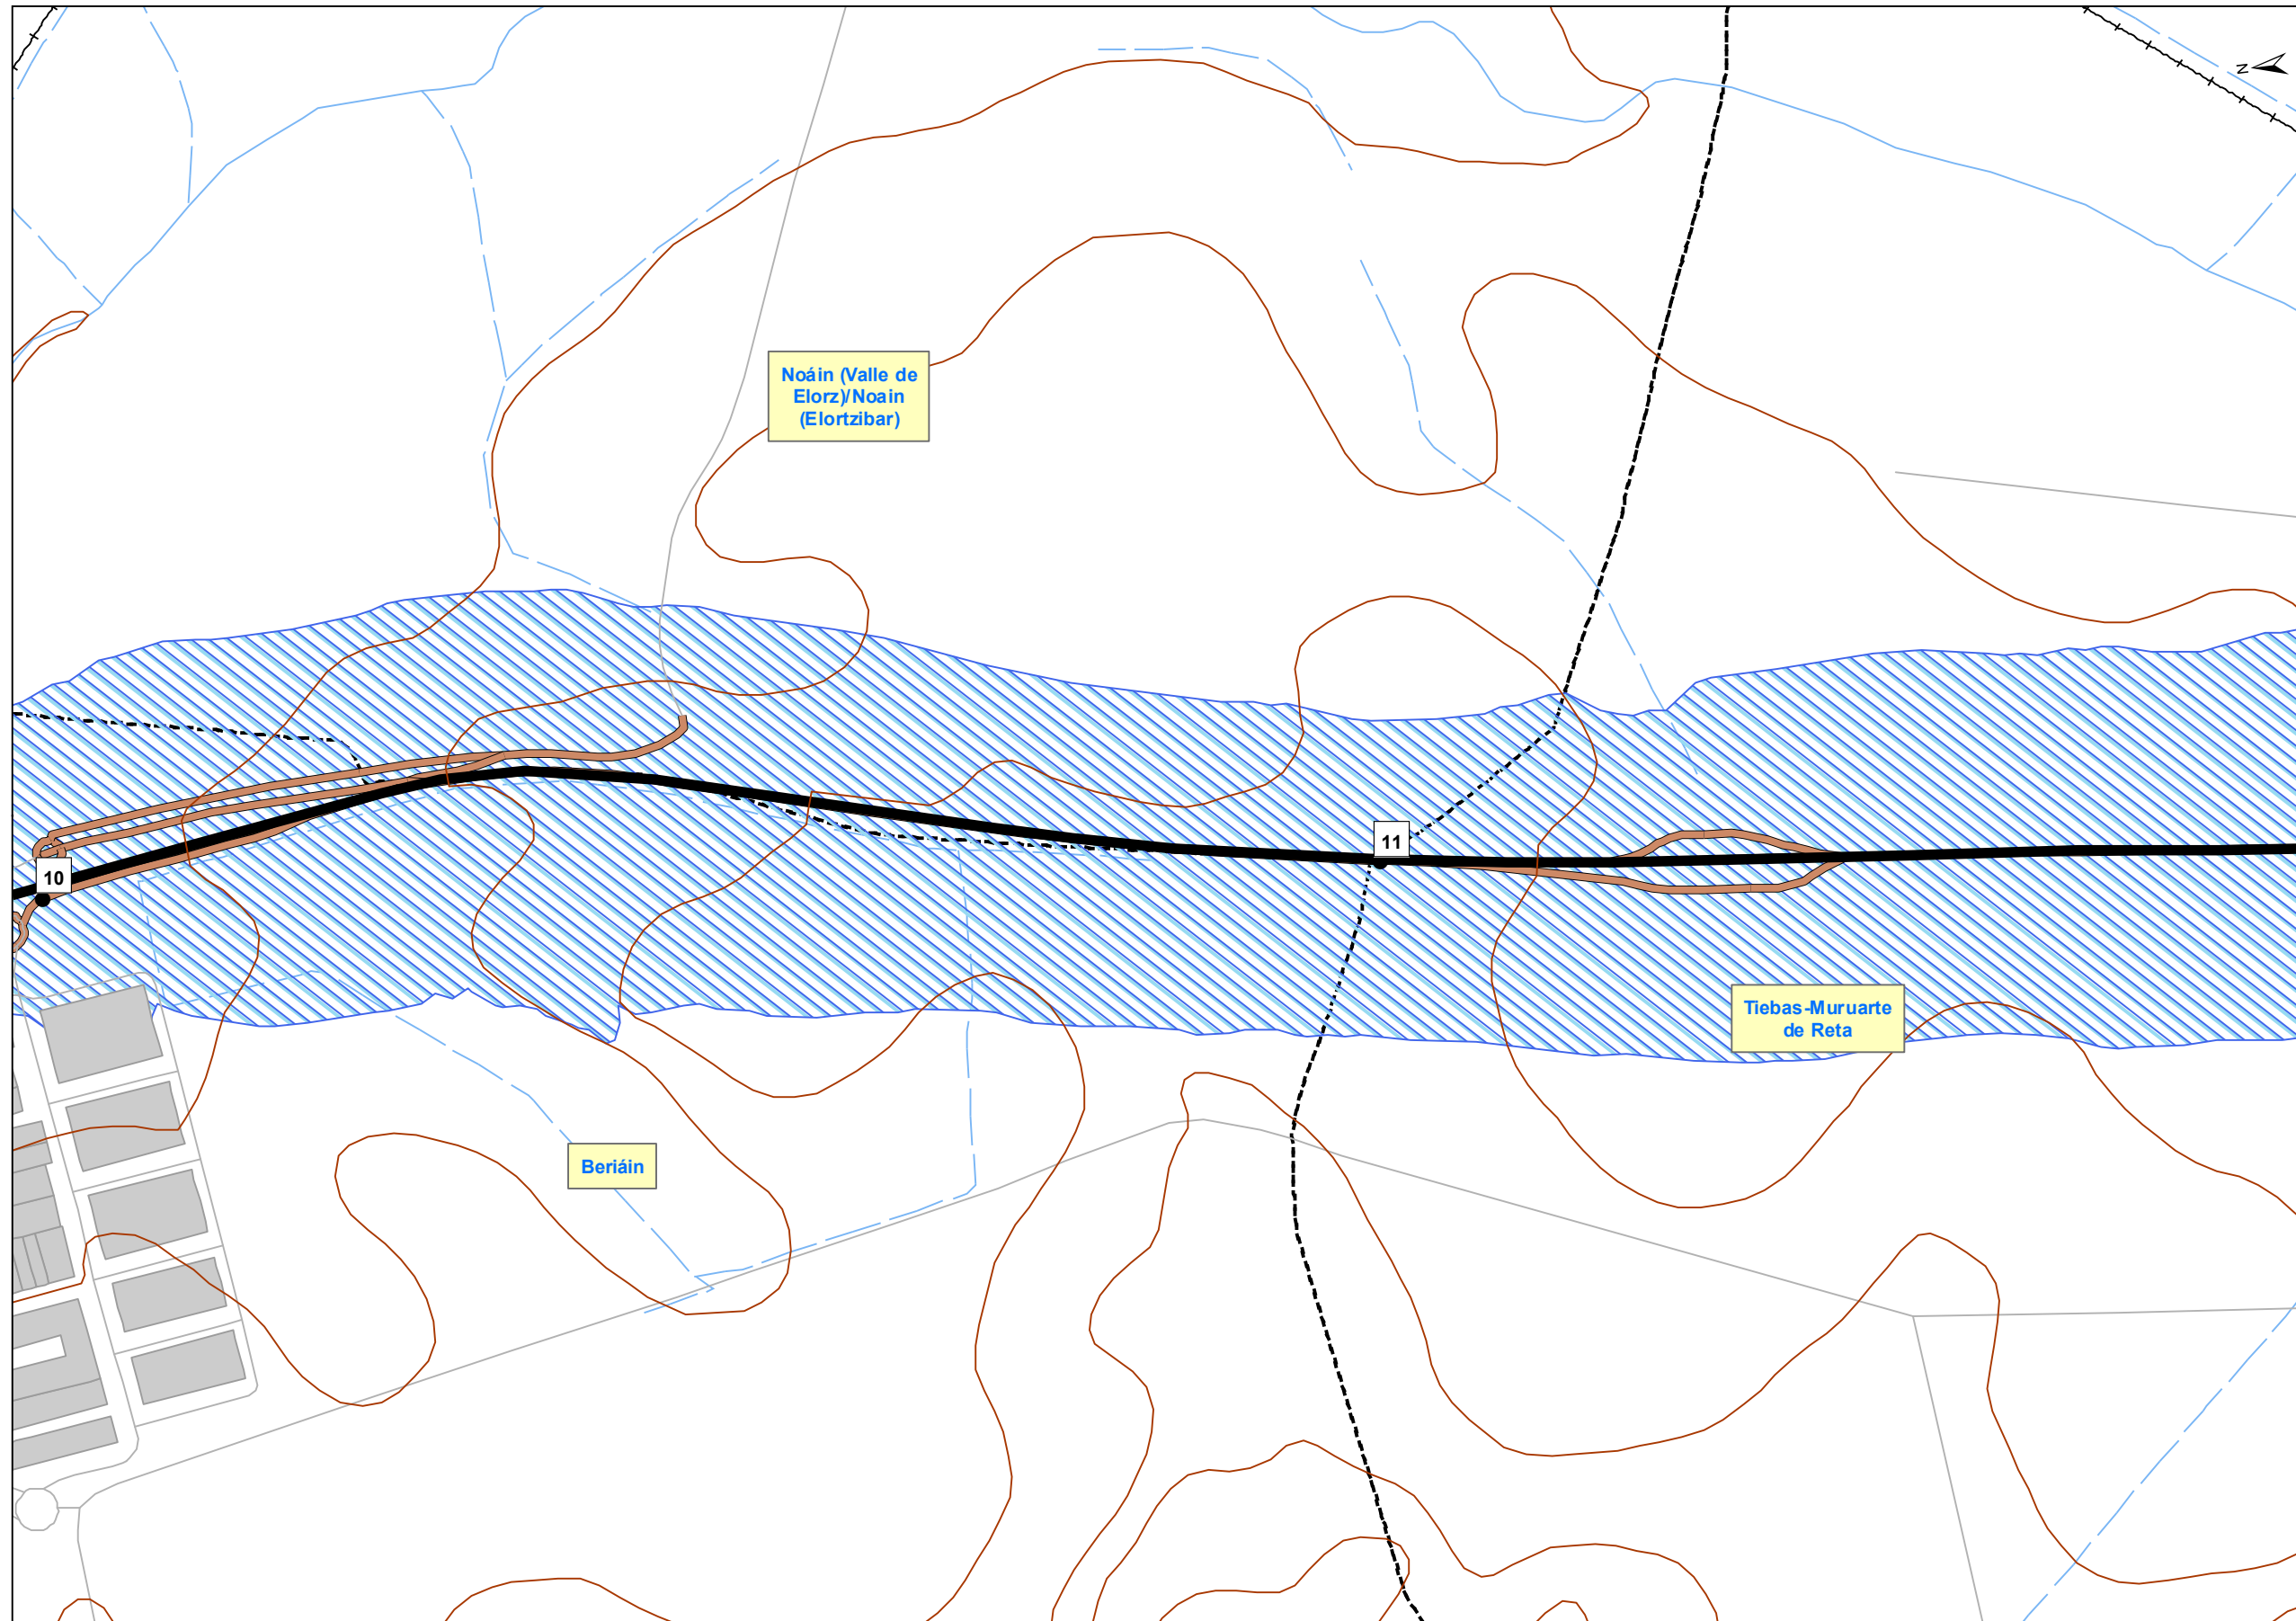 N
Noáin (Valle de
Elorz)/Noain
(Elortzibar)
11
10
Tiebas-Muruarte
de Reta
Beriáin